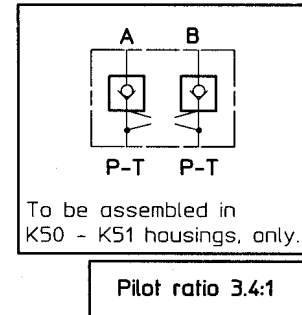 A B
P-T P-T
To be assembled in
K50 - K51 housings, only.
Pilot ratio 3.4:1